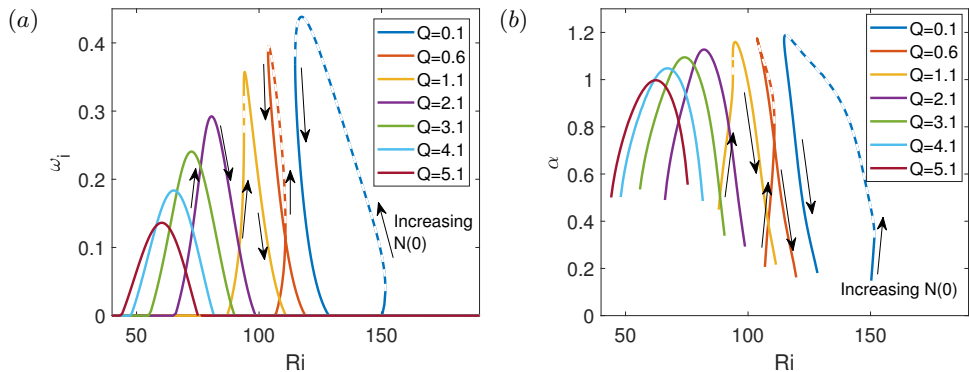 (a)
ω_i
0.4
0.3
0.2
0.1
0
50
100
150
Ri
Q=0.1
Q=0.6
Q=1.1
Q=2.1
Q=3.1
Q=4.1
Q=5.1
Increasing
N(0)
(b)
α
1.2
1.0
0.8
0.6
0.4
0.2
0
50
100
150
Ri
Q=0.1
Q=0.6
Q=1.1
Q=2.1
Q=3.1
Q=4.1
Q=5.1
Increasing N(0)